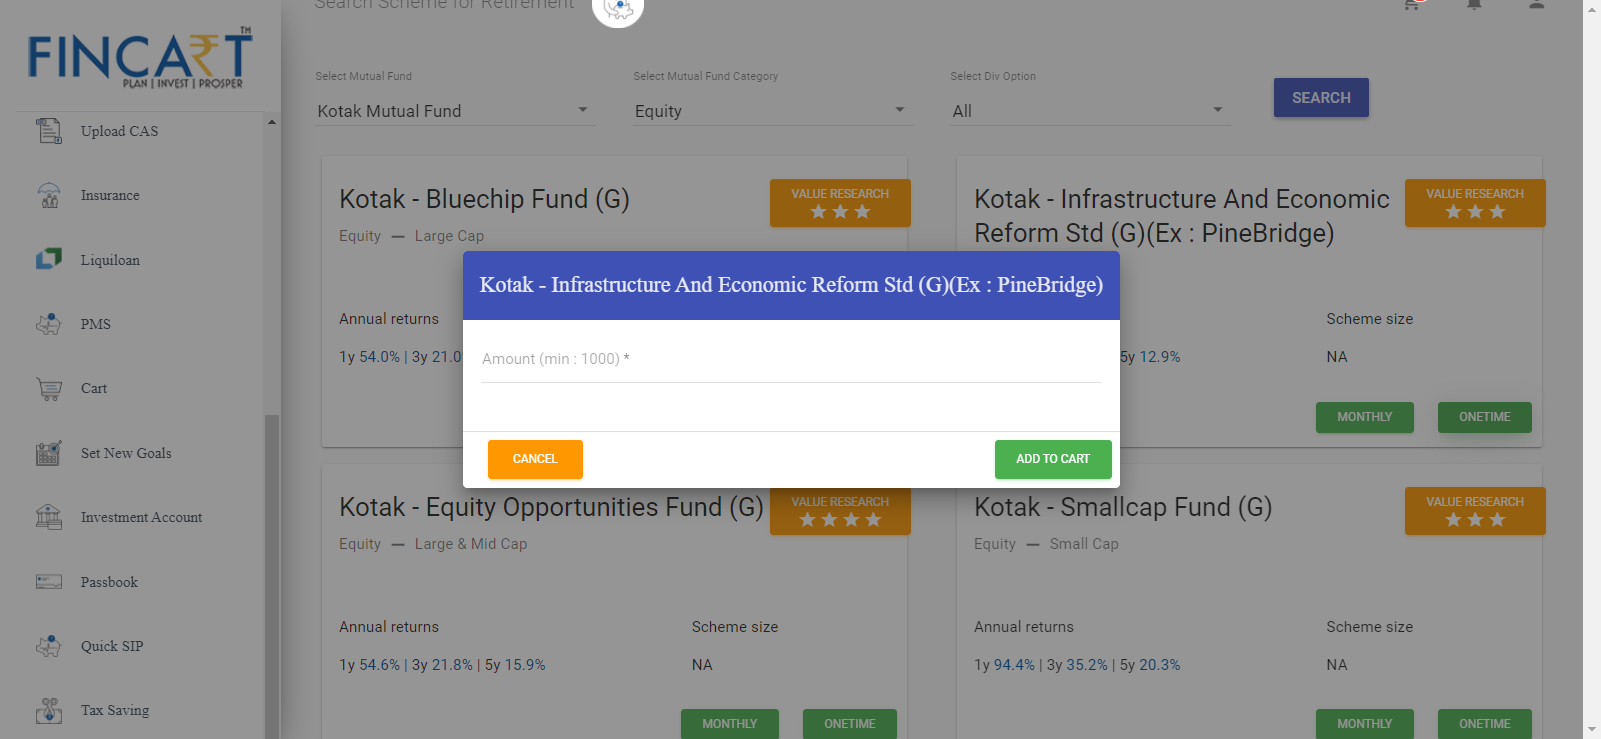 Search Scheme for Retirement
FINCART
TM
PLAN | INVEST | PROSPER
Upload CAS
Insurance
Liquiloan
PMS
Cart
Set New Goals
Investment Account
Passbook
Quick SIP
Tax Saving
Select Mutual Fund
Kotak Mutual Fund
Select Mutual Fund Category
Equity
Select Div Option
All
SEARCH
Kotak - Bluechip Fund (G)
VALUE RESEARCH
Equity — Large Cap
Annual returns
1y 54.0% | 3y 21.0
Kotak - Infrastructure And Economic
Reform Std (G)(Ex : PineBridge)
VALUE RESEARCH
Scheme size
5y 12.9%
NA
MONTHLY
ONETIME
Kotak - Infrastructure And Economic Reform Std (G)(Ex : PineBridge)
Amount (min : 1000) *
CANCEL
ADD TO CART
Kotak - Equity Opportunities Fund (G)
VALUE RESEARCH
Equity — Large & Mid Cap
Annual returns
Scheme size
1y 54.6% | 3y 21.8% | 5y 15.9%
NA
MONTHLY
ONETIME
Kotak - Smallcap Fund (G)
VALUE RESEARCH
Equity — Small Cap
Annual returns
Scheme size
1y 94.4% | 3y 35.2% | 5y 20.3%
NA
MONTHLY
ONETIME